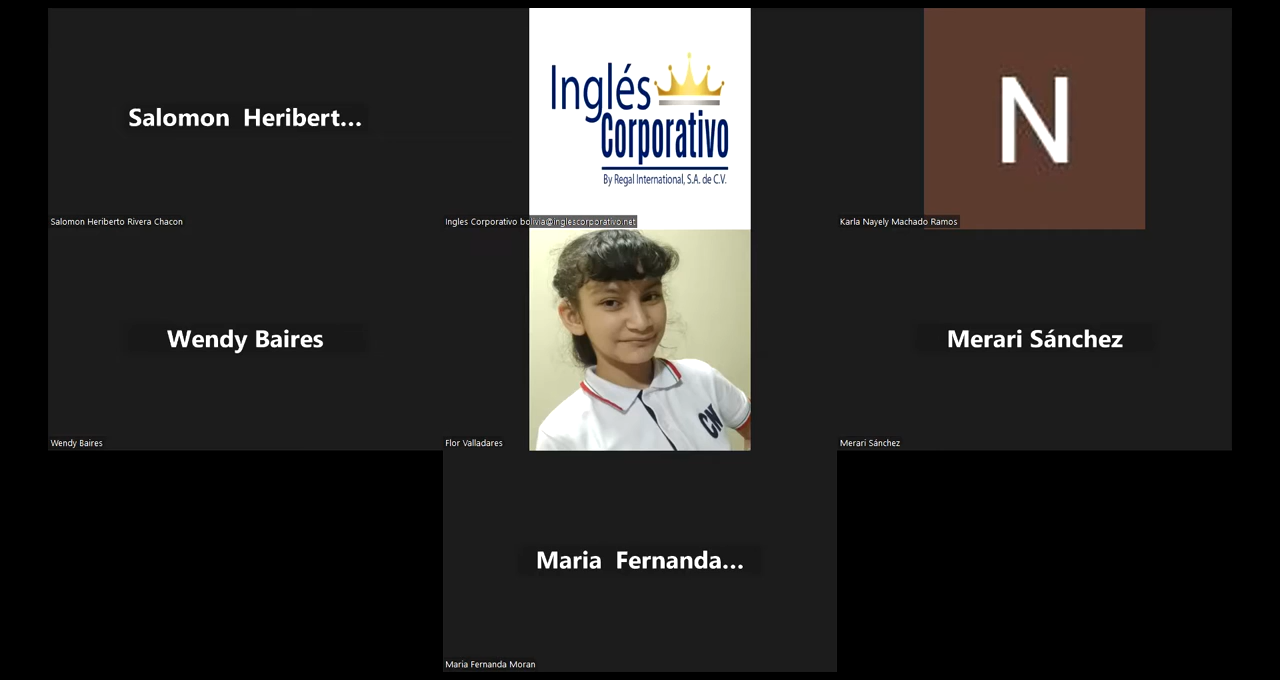 Salomon Heribert...
Salomon Heriberto Rivera Chacon
Inglés
Corporativo
By Regal International, S.A. de C.V.
Ingles Corporativo bolivia@inglescorporativo.net
N
Karla Nayely Machado Ramos
Wendy Baires
Wendy Baires
CN
Flor Valladares
Merari Sánchez
Merari Sánchez
Maria Fernanda...
Maria Fernanda Moran